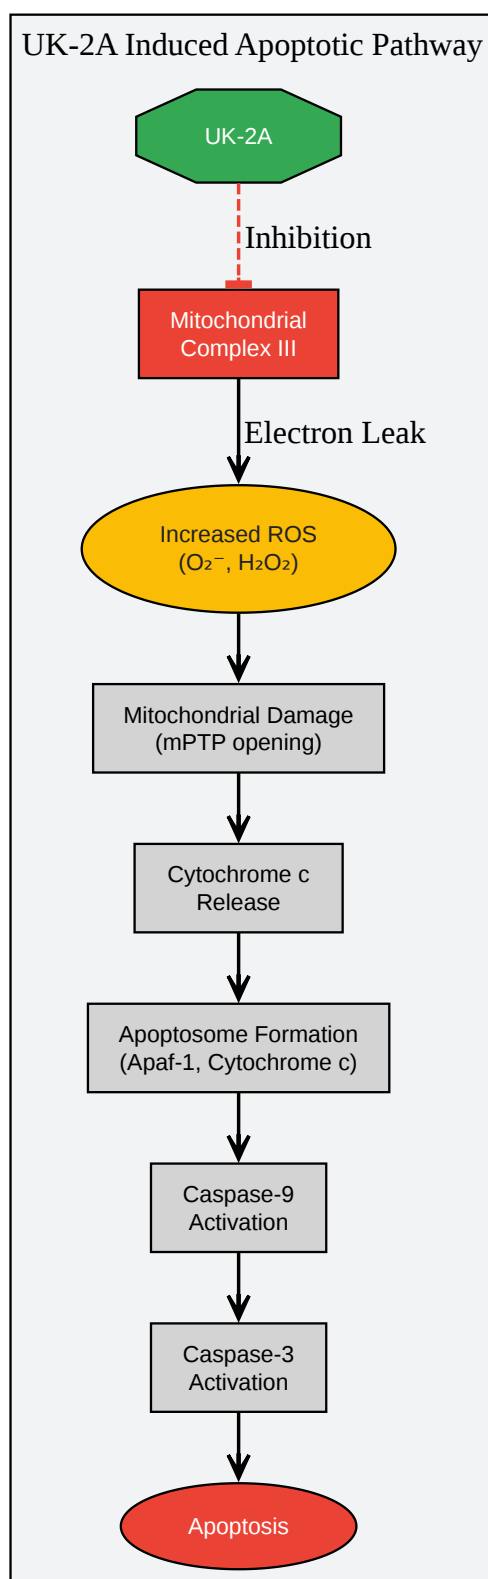 UK-2A Induced Apoptotic Pathway
UK-2A
Inhibition
Mitochondrial
Complex III
Electron Leak
Increased ROS
(O₂⁻, H₂O₂)
Mitochondrial Damage
(mPTP opening)
Cytochrome c
Release
Apoptosome Formation
(Apaf-1, Cytochrome c)
Caspase-9
Activation
Caspase-3
Activation
Apoptosis